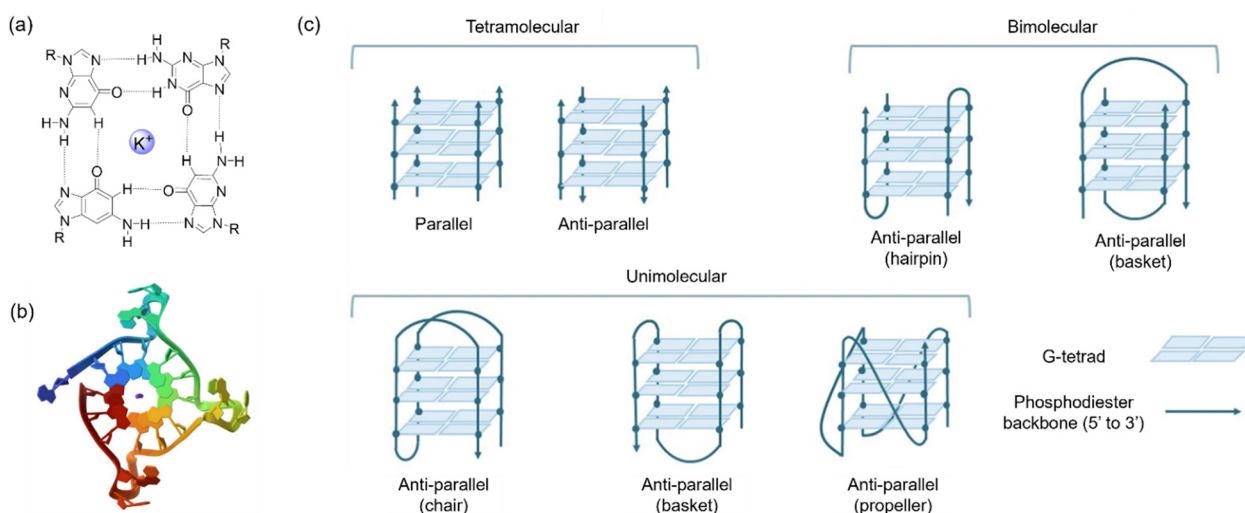 (a)
R
N
N
H
H
N
N
R
N
N
O
H
N
N
N
H
H
O
N
H
H
K+
H
N
H
O
H
O
N
N
H
N
N
R
N
H
H
N
R
(b)
(c)
Tetramolecular
Bimolecular
Parallel
Anti-parallel
Anti-parallel
(hairpin)
Anti-parallel
(basket)
Unimolecular
Anti-parallel
(chair)
Anti-parallel
(basket)
Anti-parallel
(propeller)
G-tetrad
Phosphodiester
backbone (5' to 3')